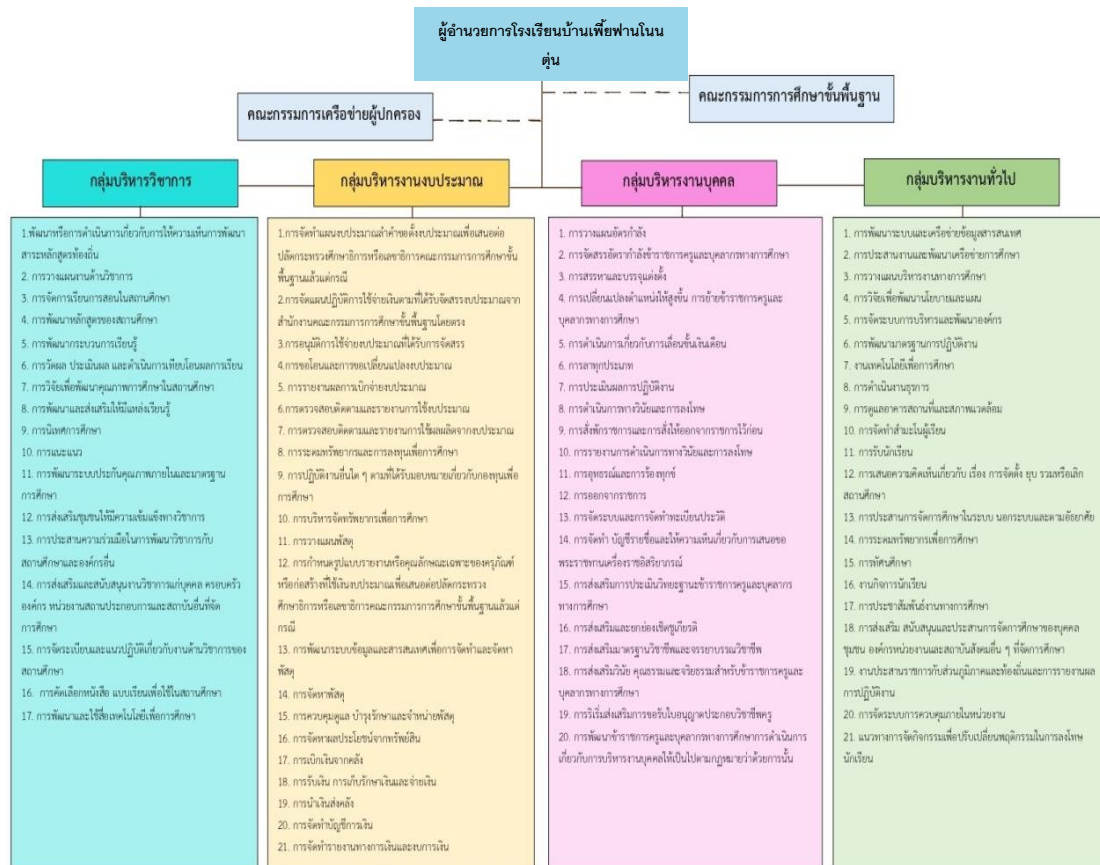 ผู้อำนวยการโรงเรียนบ้านเพี้ยฟานโนน
ตุ่น
คณะกรรมการการศึกษาขั้นพื้นฐาน
คณะกรรมการเครือข่ายผู้ปกครอง
กลุ่มบริหารวิชาการ
1.พัฒนาหรือการดำเนินการเกี่ยวกับการให้ความเห็นการพัฒนา
สาระหลักสูตรท้องถิ่น
2. การวางแผนงานด้านวิชาการ
3. การจัดการเรียนการสอนในสถานศึกษา
4. การพัฒนาหลักสูตรของสถานศึกษา
5. การพัฒนากระบวนการเรียนรู้
6. การวัดผล ประเมินผล และดำเนินการเทียบโอนผลการเรียน
7. การวิจัยเพื่อพัฒนาคุณภาพการศึกษาในสถานศึกษา
8. การพัฒนาและส่งเสริมให้มีแหล่งเรียนรู้
9. การนิเทศการศึกษา
10. การแนะแนว
11. การพัฒนาระบบประกันคุณภาพภายในและมาตรฐาน
การศึกษา
12. การส่งเสริมชุมชนให้มีความเข้มแข็งทางวิชาการ
13. การประสานความร่วมมือในการพัฒนาวิชาการกับ
สถานศึกษาและองค์กรอื่น
14. การส่งเสริมและสนับสนุนงานวิชาการแก่บุคคล ครอบครัว
องค์กร หน่วยงานสถานประกอบการและสถาบันอื่นที่จัด
การศึกษา
15. การจัดระเบียบและแนวปฏิบัติเกี่ยวกับงานด้านวิชาการของ
สถานศึกษา
16. การคัดเลือกหนังสือ แบบเรียนเพื่อใช้ในสถานศึกษา
17. การพัฒนาและใช้สื่อเทคโนโลยีเพื่อการศึกษา
กลุ่มบริหารงานงบประมาณ
1.การจัดทำแผนงบประมาณลำคำขอตั้งงบประมาณเพื่อเสนอต่อ
ปลัดกระทรวงศึกษาธิการหรือเลขาธิการคณะกรรมการการศึกษาขั้น
พื้นฐานแล้วแต่กรณี
2.การจัดแผนปฏิบัติการใช้จ่ายเงินตามที่ได้รับจัดสรรงบประมาณจาก
สำนักงานคณะกรรมการการศึกษาขั้นพื้นฐานโดยตรง
3.การอนุมัติการใช้จ่ายงบประมาณที่ได้รับการจัดสรร
4.การขอโอนและการขอเปลี่ยนแปลงงบประมาณ
5. การรายงานผลการเบิกจ่ายงบประมาณ
6.การตรวจสอบติดตามและรายงานการใช้งบประมาณ
7. การตรวจสอบติดตามและรายงานการใช้ผลผลิตจากงบประมาณ
8. การระดมทรัพยากรและการลงทุนเพื่อการศึกษา
9. การปฏิบัติงานอื่นใด ๆ ตามที่ได้รับมอบหมายเกี่ยวกับกองทุนเพื่อ
การศึกษา
10. การบริหารจัดทรัพยากรเพื่อการศึกษา
11. การวางแผนพัสดุ
12. การกำหนดรูปแบบรายงานหรือคุณลักษณะเฉพาะของครุภัณฑ์
หรือก่อสร้างที่ใช้เงินงบประมาณเพื่อเสนอต่อปลัดกระทรวง
ศึกษาธิการหรือเลขาธิการคณะกรรมการการศึกษาขั้นพื้นฐานแล้วแต่
กรณี
13. การพัฒนาระบบข้อมูลและสารสนเทศเพื่อการจัดทำและจัดหา
พัสดุ
14. การจัดหาพัสดุ
15. การควบคุมดูแล บำรุงรักษาและจำหน่ายพัสดุ
16. การจัดหาผลประโยชน์จากทรัพย์สิน
17. การเบิกเงินจากคลัง
18. การรับเงิน การเก็บรักษาเงินและจ่ายเงิน
19. การนำเงินส่งคลัง
20. การจัดทำบัญชีการเงิน
21. การจัดทำรายงานทางการเงินและงบการเงิน
กลุ่มบริหารงานบุคคล
1. การวางแผนอัตรากำลัง
2. การจัดสรรอัตรากำลังข้าราชการครูและบุคลากรทางการศึกษา
3. การสรรหาและบรรจุแต่งตั้ง
4. การเปลี่ยนแปลงตำแหน่งให้สูงขึ้น การย้ายข้าราชการครูและ
บุคลากรทางการศึกษา
5. การดำเนินการเกี่ยวกับการเลื่อนขั้นเงินเดือน
6. การลาทุกประเภท
7. การประเมินผลการปฏิบัติงาน
8. การดำเนินการทางวินัยและการลงโทษ
9. การสั่งพักราชการและการสั่งให้ออกจากราชการไว้ก่อน
10. การรายงานการดำเนินการทางวินัยและการลงโทษ
11. การอุทธรณ์และการร้องทุกข์
12. การออกจากราชการ
13. การจัดระบบและการจัดทำทะเบียนประวัติ
14. การจัดทำ บัญชีรายชื่อและให้ความเห็นเกี่ยวกับการเสนอขอ
พระราชทานเครื่องราชอิสริยาภรณ์
15. การส่งเสริมการประเมินวิทยฐานะข้าราชการครูและบุคลากร
ทางการศึกษา
16. การส่งเสริมและยกย่องเชิดชูเกียรติ
17. การส่งเสริมมาตรฐานวิชาชีพและจรรยาบรรณวิชาชีพ
18. การส่งเสริมวินัย คุณธรรมและจริยธรรมสำหรับข้าราชการครูและ
บุคลากรทางการศึกษา
19. การริเริ่มส่งเสริมการขอรับใบอนุญาตประกอบวิชาชีพครู
20. การพัฒนาข้าราชการครูและบุคลากรทางการศึกษาการดำเนินการ
เกี่ยวกับการบริหารงานบุคคลให้เป็นไปตามกฎหมายว่าด้วยการนั้น
กลุ่มบริหารงานทั่วไป
1. การพัฒนาระบบและเครือข่ายข้อมูลสารสนเทศ
2. การประสานงานและพัฒนาเครือข่ายการศึกษา
3. การวางแผนบริหารงานทางการศึกษา
4. การวิจัยเพื่อพัฒนานโยบายและแผน
5. การจัดระบบการบริหารและพัฒนาองค์กร
6. การพัฒนามาตรฐานการปฏิบัติงาน
7. งานเทคโนโลยีเพื่อการศึกษา
8. การดำเนินงานธุรการ
9. การดูแลอาคารสถานที่และสภาพแวดล้อม
10. การจัดทำสำมะโนผู้เรียน
11. การรับนักเรียน
12. การเสนอความคิดเห็นเกี่ยวกับ เรื่อง การจัดตั้ง ยุบ รวมหรือเลิก
สถานศึกษา
13. การประสานการจัดการศึกษาในระบบ นอกระบบและตามอัธยาศัย
14. การระดมทรัพยากรเพื่อการศึกษา
15. การทัศนศึกษา
16. งานกิจการนักเรียน
17. การประชาสัมพันธ์งานทางการศึกษา
18. การส่งเสริม สนับสนุนและประสานการจัดการศึกษาของบุคคล
ชุมชน องค์กรหน่วยงานและสถาบันสังคมอื่น ๆ ที่จัดการศึกษา
19. งานประสานราชการกับส่วนภูมิภาคและท้องถิ่นและการรายงานผล
การปฏิบัติงาน
20. การจัดระบบการควบคุมภายในหน่วยงาน
21. แนวทางการจัดกิจกรรมเพื่อปรับเปลี่ยนพฤติกรรมในการลงโทษ
นักเรียน